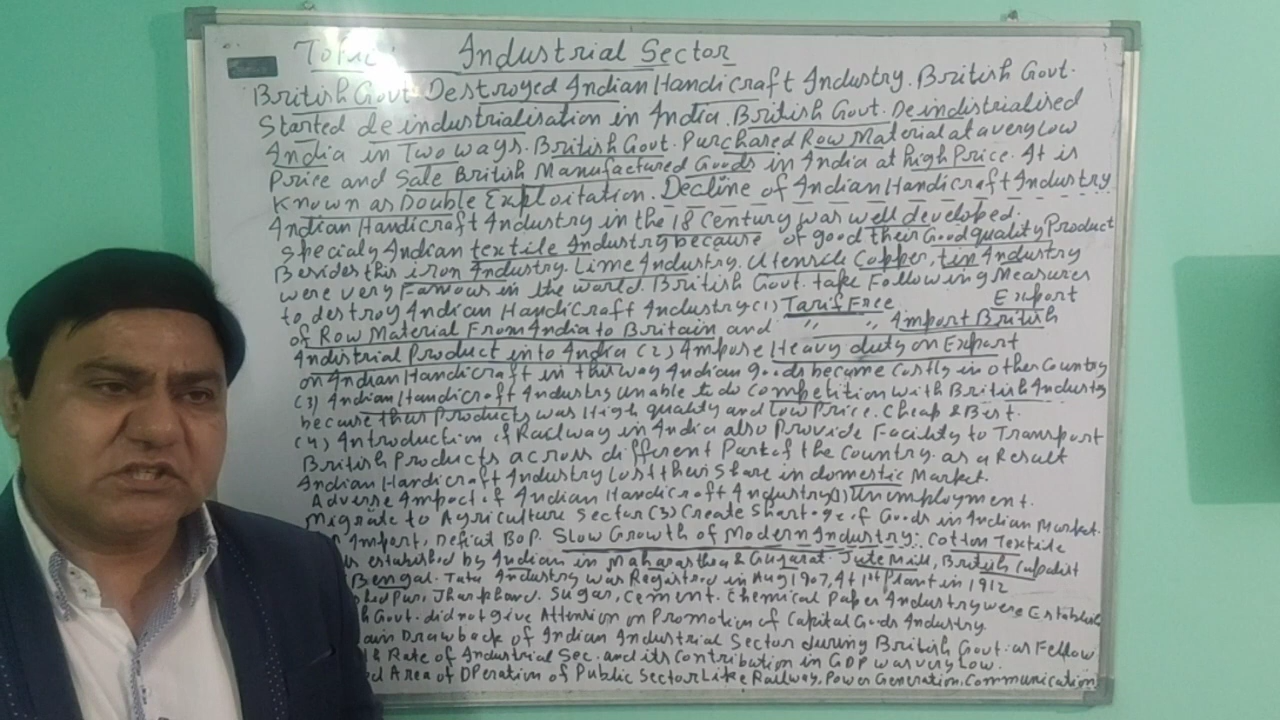 Topic: Industrial Sector
British Govt. Destroyed Indian Handicraft Industry. British Govt.
Started deindustrialisation in India. British Govt. Deindistrialised
India in Two ways. British Govt. Purchased Row Material at a very Low
Price and Sale British Manufactured Goods in India at high Price. It is
Known as Double Exploitation. Decline of Indian Handicraft Industry
Indian Handicraft Industry in the 18 Century was well developed.
Specialy Indian textile Industry because of good their Good quality Product
Besides this iron Industry. Lime Industry, Utensils Copper, tin Industry
were very Famous in the world. British Govt. take Following Measures
to destroy Indian Handicraft Industry (1) Tarif Free Export
of Row Material From India to Britain and " " Import British
Industrial Product in to India (2) Impose Heavy duty on Export
on Indian Handicraft in this way Indian goods became Costly in other Country
(3) Indian Handicraft Industry unable to do Competition with British Industry
because their Products was High quality and Low Price. Cheap & Best.
(4) Introduction of Railway in India also Provide Facility to Transport
British Products across different Part of the Country. as a Result
Indian Handicraft Industry Lost their Share in domestic Market.
Adverse Impact of Indian Handicraft Industry (1) Unemployment.
Migrate to Agriculture Sector (3) Create Shortage of Goods in Indian Market.
Import, Deficit BOP. Slow Growth of Modern Industry: Cotton Textile
established by Indian in Maharasthra & Gujarat. Jute Mill, British Capatist
Bengal. Tata Industry was Registered in Aug 1907, It 1st Plant in 1912
Jharphand. Sugar, Cement. Chemical Paper Industry were Establish
Govt. did not give Attention on Promotion of Capital Goods Industry.
Drawback of Indian Industrial Sector during British Govt. as Fellow
Rate of Industrial Sec. and its Contribution in GDP was very Low.
Area of Operation of Public Sector Like Railway, Power Generation, Communication